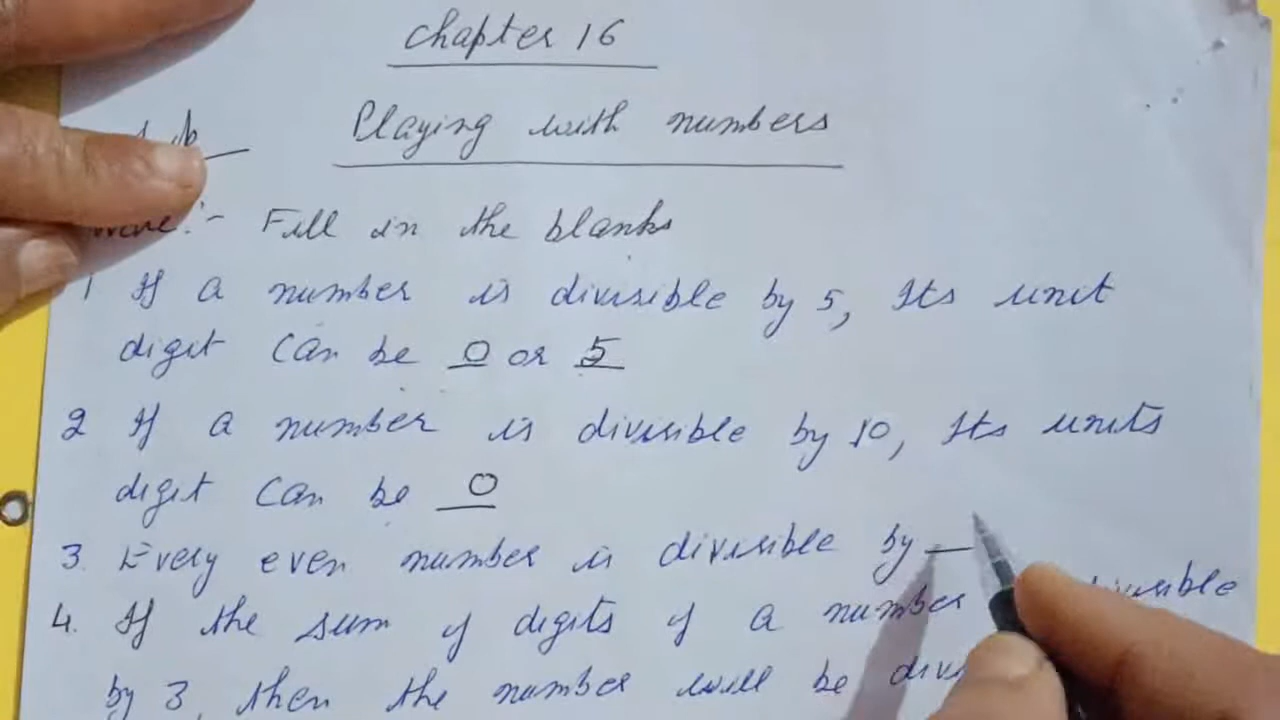 Chapter 16
Playing with numbers
Fill in the blanks
1 If a number is divisible by 5, Its unit
digit can be 0 or 5
2 If a number is divisible by 10, Its units
digit can be 0
3. Every even number is divisible by __
4. If the sum of digits of a number divisible
by 3, then the number will be